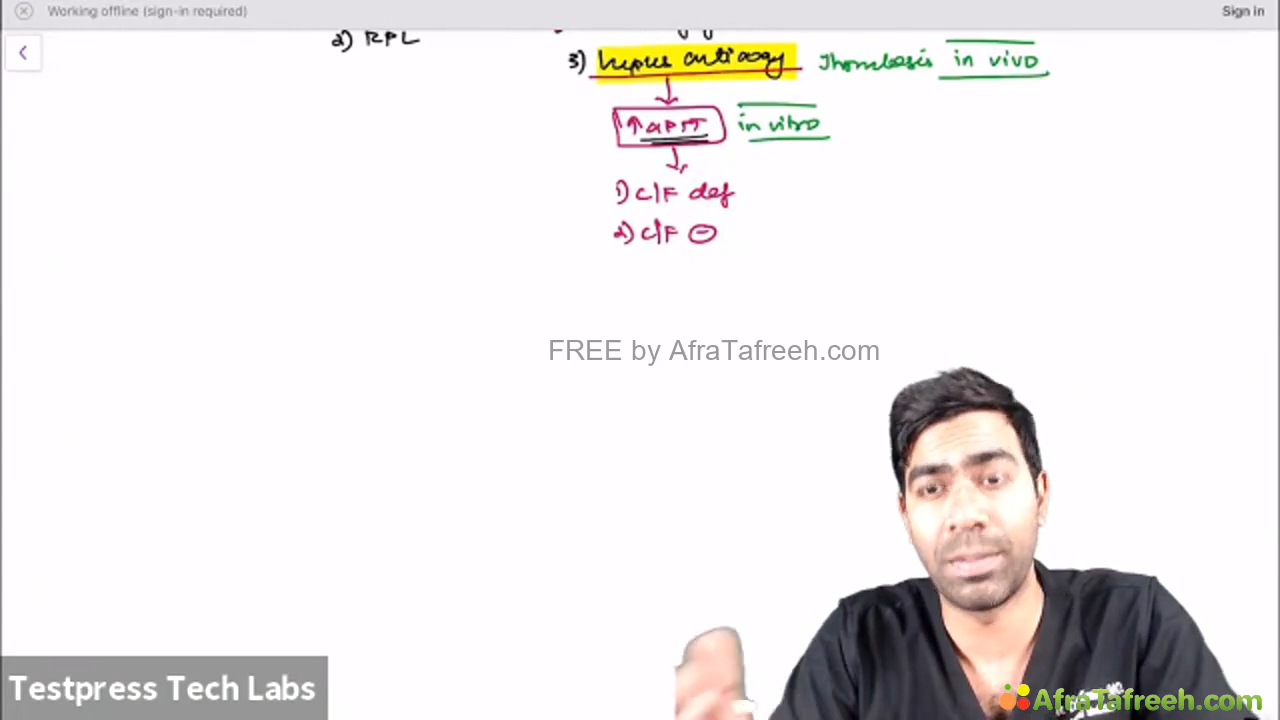 Working offline (sign-in required)
Sign in
2) RPL
3) Lupus anticoag Thrombosis in vivo
↑ aPTT in vitro
1) C/F def
2) C/F ⊖
FREE by AfraTafreeh.com
Testpress Tech Labs
AfraTafreeh.com